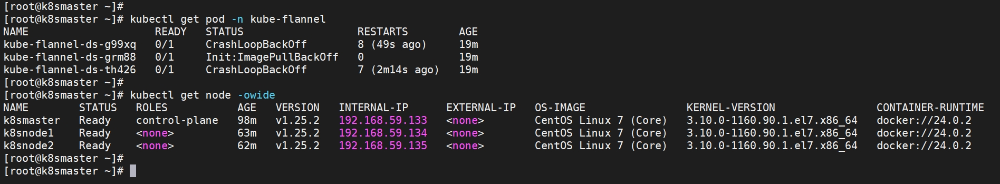 [root@k8smaster ~]#
[root@k8smaster ~]# kubectl get pod -n kube-flannel
NAME                    READY   STATUS                  RESTARTS        AGE
kube-flannel-ds-g99xq   0/1     CrashLoopBackOff        8 (49s ago)     19m
kube-flannel-ds-grm88   0/1     Init:ImagePullBackOff   0               19m
kube-flannel-ds-th426   0/1     CrashLoopBackOff        7 (2m14s ago)   19m
[root@k8smaster ~]#
[root@k8smaster ~]# kubectl get node -owide
NAME        STATUS   ROLES           AGE   VERSION   INTERNAL-IP      EXTERNAL-IP   OS-IMAGE                KERNEL-VERSION                CONTAINER-RUNTIME
k8smaster   Ready    control-plane   98m   v1.25.2   192.168.59.133   <none>        CentOS Linux 7 (Core)   3.10.0-1160.90.1.el7.x86_64   docker://24.0.2
k8snode1    Ready    <none>          63m   v1.25.2   192.168.59.134   <none>        CentOS Linux 7 (Core)   3.10.0-1160.90.1.el7.x86_64   docker://24.0.2
k8snode2    Ready    <none>          62m   v1.25.2   192.168.59.135   <none>        CentOS Linux 7 (Core)   3.10.0-1160.90.1.el7.x86_64   docker://24.0.2
[root@k8smaster ~]#
[root@k8smaster ~]#